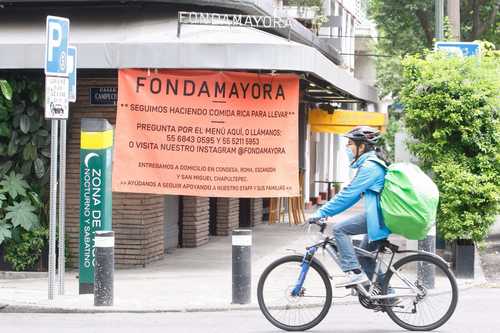 FONDAMAYORA
P
FONDAMAYORA
** SEGUIMOS HACIENDO COMIDA RICA PARA LLEVAR**
PREGUNTA POR EL MENÚ AQUÍ, O LLÁMANOS:
55 6843 0595 Y 55 5211 5953
O VISITA NUESTRO INSTAGRAM @FONDAMAYORA
ENTREGAMOS A DOMICILIO EN CONDESA, ROMA, ESCANDÓN
Y SAN MIGUEL CHAPULTEPEC.
>> AYÚDANOS A SEGUIR APOYANDO A NUESTRO STAFF Y SUS FAMILIAS <<
CAMPECHE
ZONA DE
NOCTURNO Y SABATINO